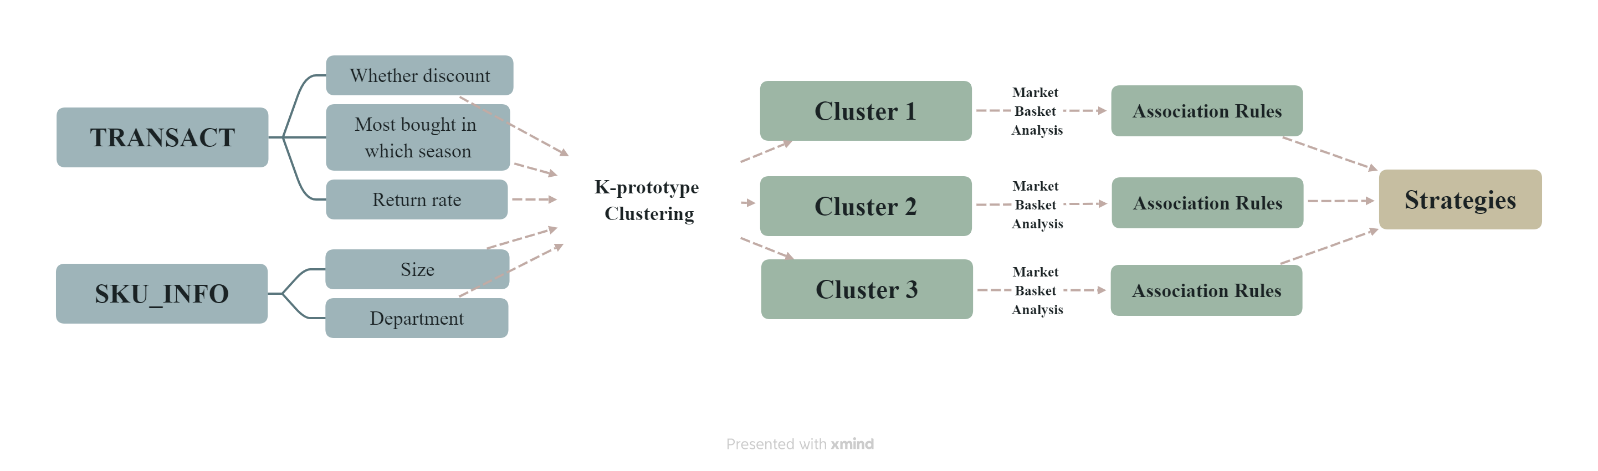 TRANSACT
Whether discount
Most bought in
which season
Return rate
SKU_INFO
Size
Department
K-prototype
Clustering
Cluster 1
Market
Basket
Analysis
Association Rules
Cluster 2
Market
Basket
Analysis
Association Rules
Cluster 3
Market
Basket
Analysis
Association Rules
Strategies
Presented with xmind